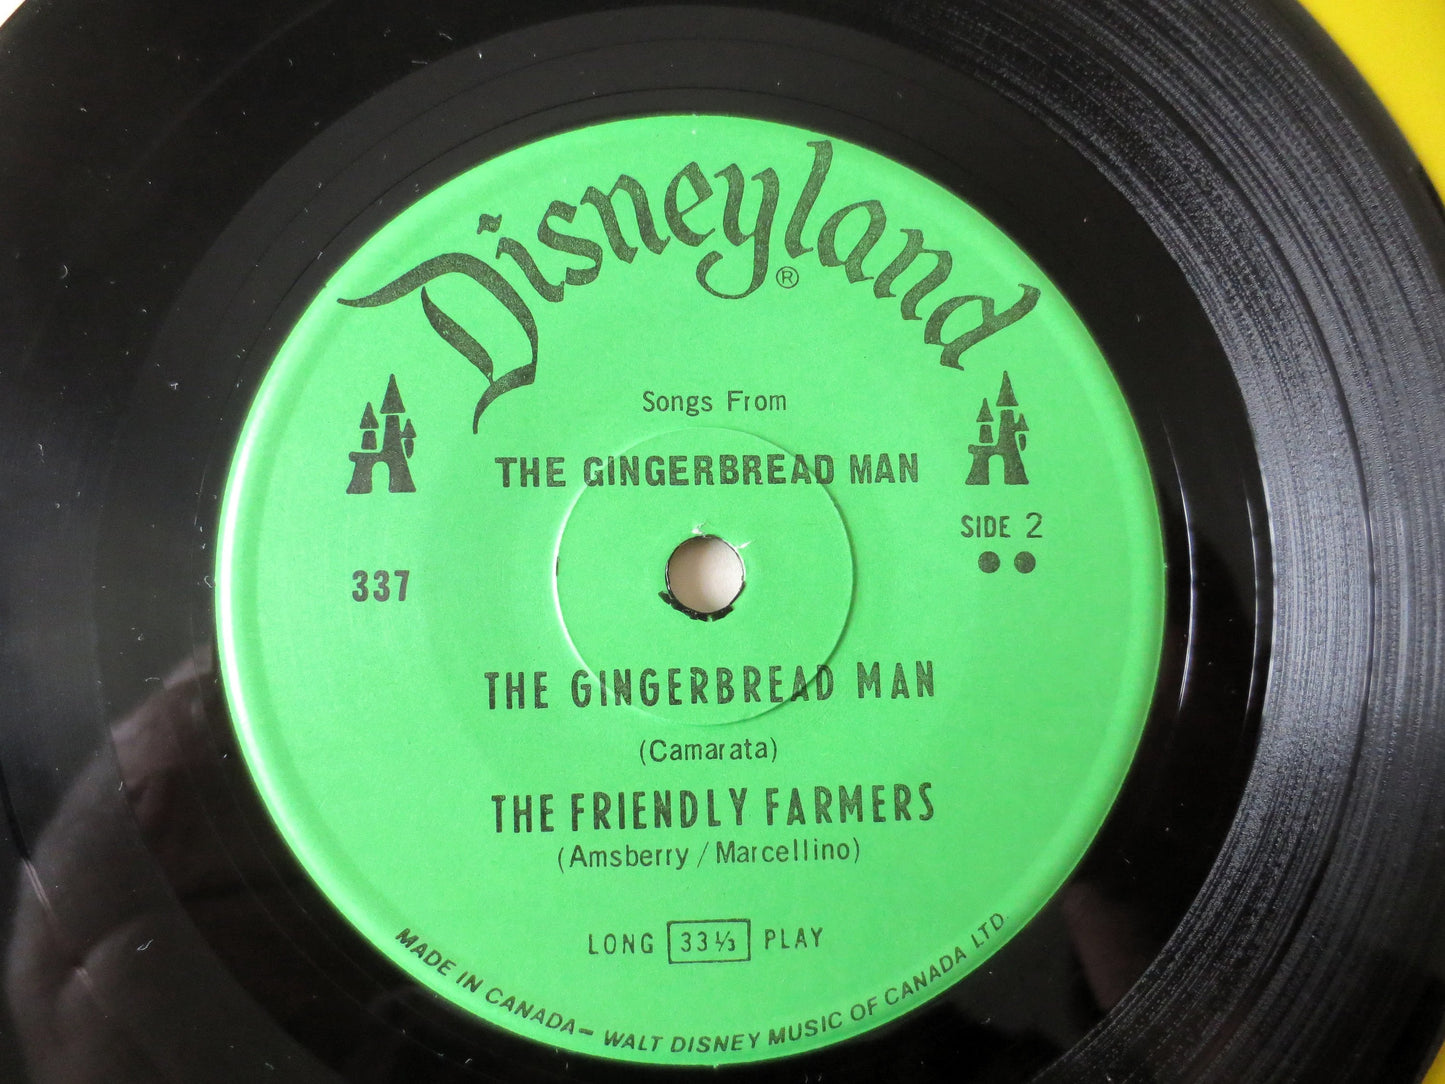 Disneyland
®
Songs From
THE GINGERBREAD MAN
SIDE 2
337
THE GINGERBREAD MAN
(Camarata)
THE FRIENDLY FARMERS
(Amsberry / Marcellino)
LONG 33⅓ PLAY
MADE IN CANADA – WALT DISNEY MUSIC OF CANADA LTD.